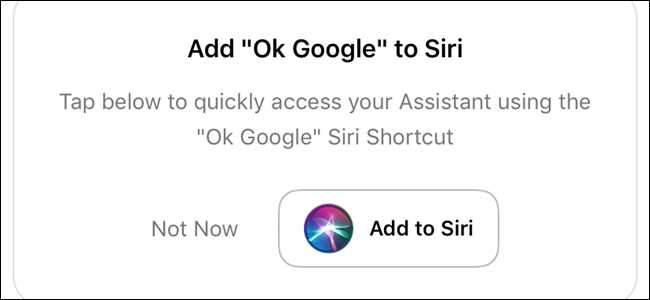 Add "Ok Google" to Siri
Tap below to quickly access your Assistant using the
"Ok Google" Siri Shortcut
Not Now
Add to Siri